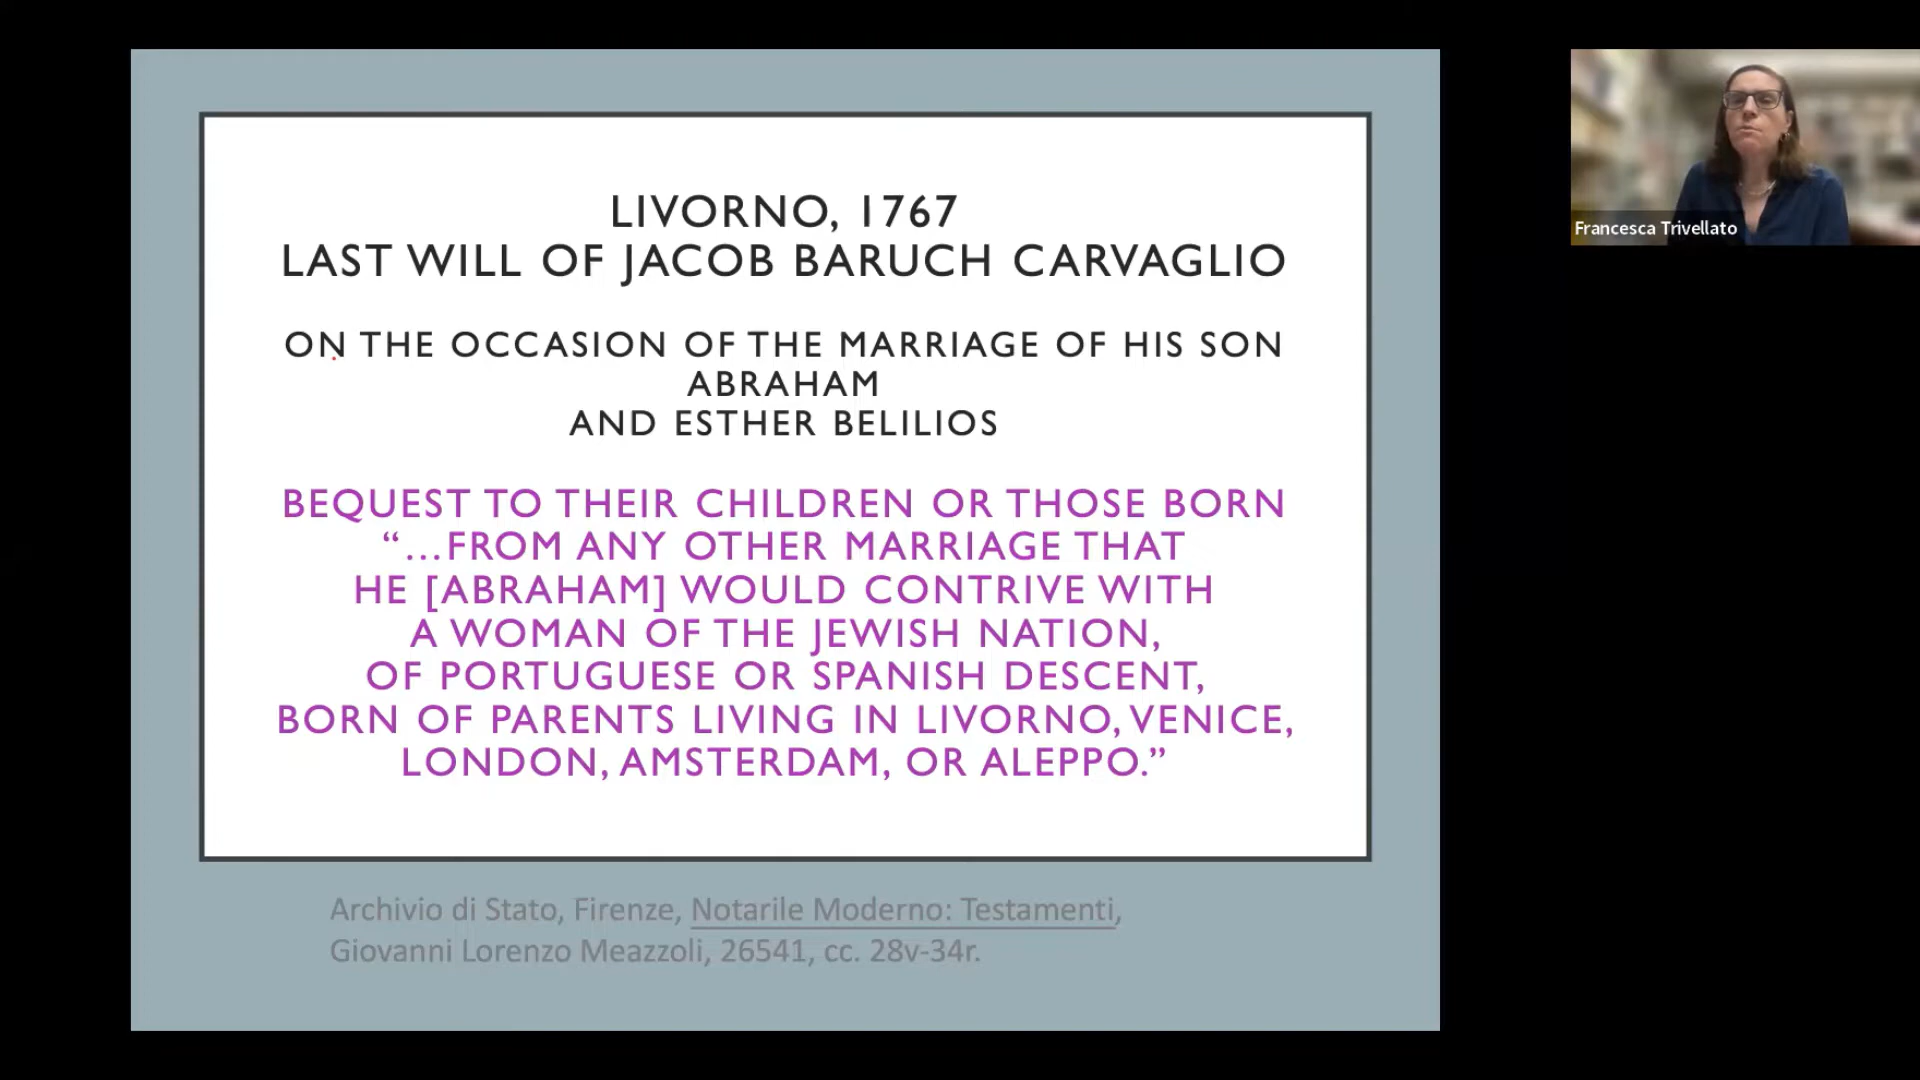 LIVORNO, 1767
LAST WILL OF JACOB BARUCH CARVAGLIO
ON THE OCCASION OF THE MARRIAGE OF HIS SON
ABRAHAM
AND ESTHER BELILIOS
BEQUEST TO THEIR CHILDREN OR THOSE BORN
“…FROM ANY OTHER MARRIAGE THAT
HE [ABRAHAM] WOULD CONTRIVE WITH
A WOMAN OF THE JEWISH NATION,
OF PORTUGUESE OR SPANISH DESCENT,
BORN OF PARENTS LIVING IN LIVORNO, VENICE,
LONDON, AMSTERDAM, OR ALEPPO.”
Archivio di Stato, Firenze, Notarile Moderno: Testamenti,
Giovanni Lorenzo Meazzoli, 26541, cc. 28v-34r.
Francesca Trivellato